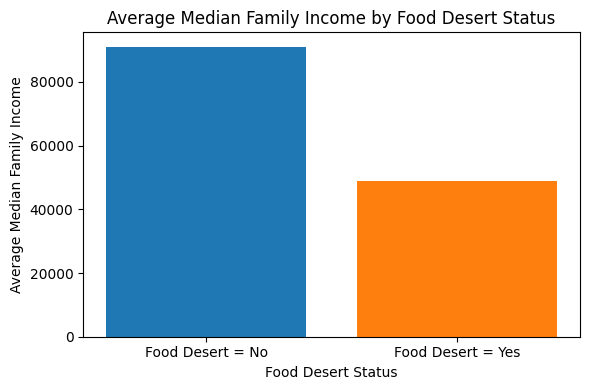 Average Median Family Income by Food Desert Status
Average Median Family Income
80000
60000
40000
20000
0
Food Desert = No
Food Desert = Yes
Food Desert Status